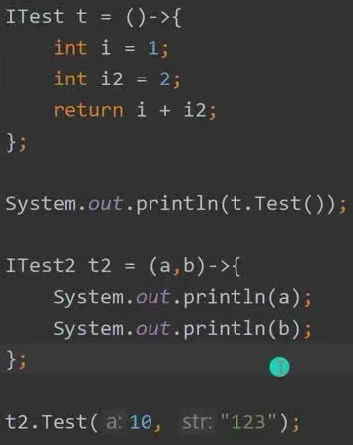 ITest t = ()->{
    int i = 1;
    int i2 = 2;
    return i + i2;
};
System.out.println(t.Test());
ITest2 t2 = (a,b)->{
    System.out.println(a);
    System.out.println(b);
};
t2.Test( a: 10,  str: "123");